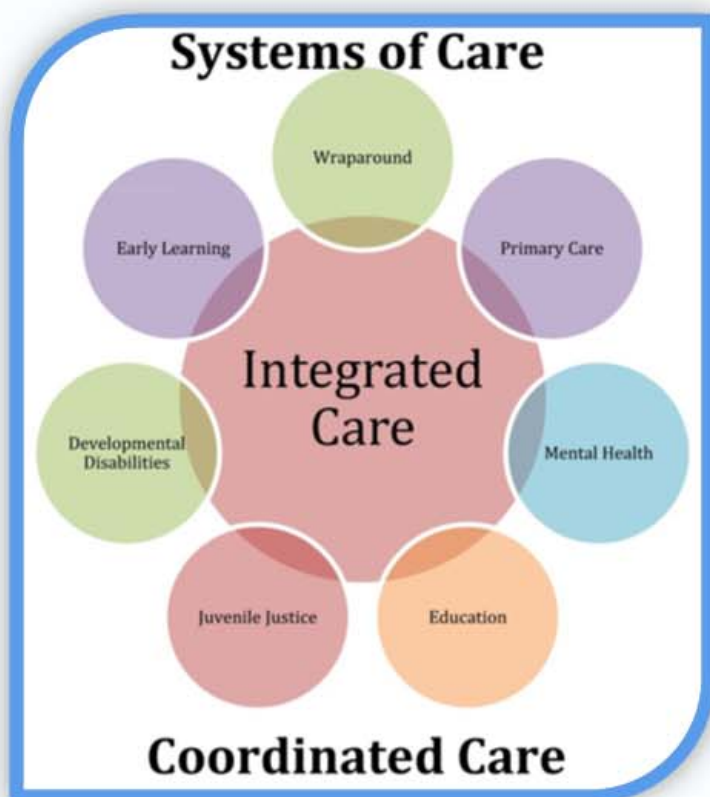 Systems of Care
Wraparound
Early Learning
Primary Care
Integrated
Care
Developmental
Disabilities
Mental Health
Juvenile Justice
Education
Coordinated Care